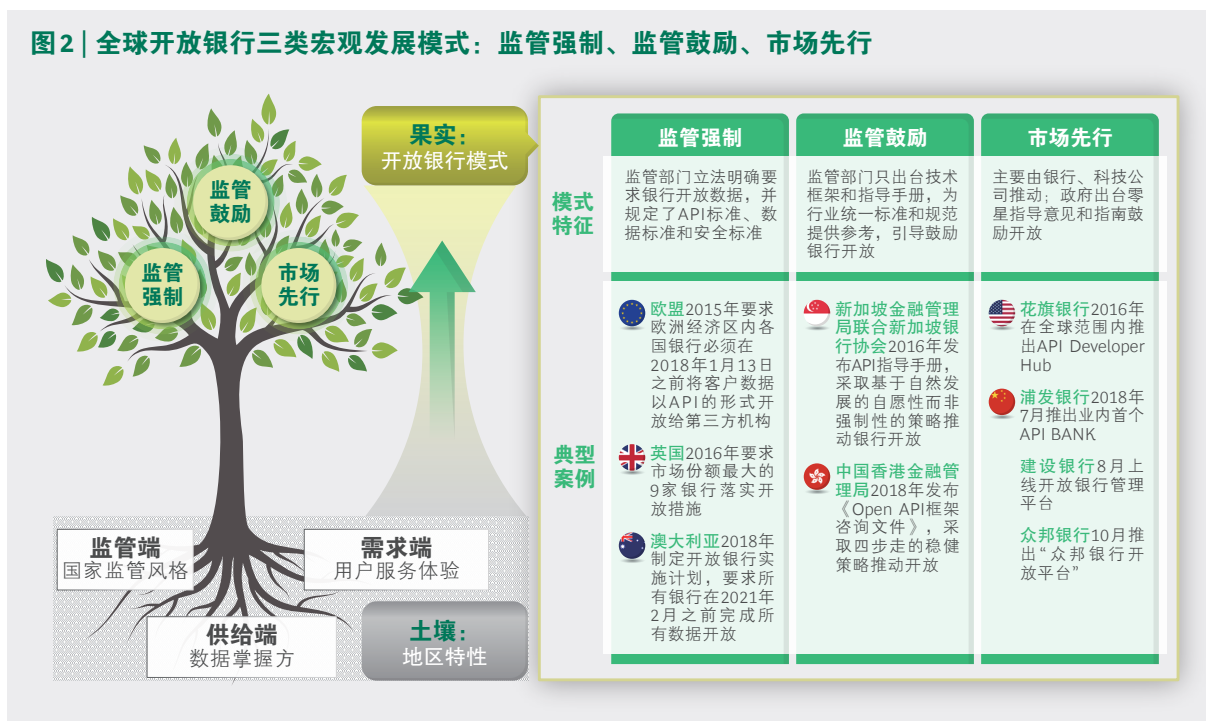 图2 | 全球开放银行三类宏观发展模式：监管强制、监管鼓励、市场先行
监管
鼓励
监管
强制
市场
先行
果实：
开放银行模式
监管端
国家监管风格
需求端
用户服务体验
供给端
数据掌握方
土壤：
地区特性
监管强制
监管鼓励
市场先行
模式
特征
监管部门立法明确要
求银行开放数据，并
规定了API标准、数
据标准和安全标准
监管部门只出台技术
框架和指导手册，为
行业统一标准和规范
提供参考，引导鼓励
银行开放
主要由银行、科技公
司推动；政府出台零
星指导意见和指南鼓
励开放
典型
案例
欧盟2015年要求
欧洲经济区内各
国银行必须在
2018年1月13日
之前将客户数据
以API的形式开
放给第三方机构
英国2016年要求
市场份额最大的
9家银行落实开
放措施
澳大利亚2018年
制定开放银行实
施计划，要求所
有银行在2021年
2月之前完成所
有数据开放
新加坡金融管理
局联合新加坡银
行协会2016年发
布API指导手册，
采取基于自然发
展的自愿性而非
强制性的策略推
动银行开放
中国香港金融管
理局2018年发布
《Open API框架
咨询文件》，采
取四步走的稳健
策略推动开放
花旗银行2016年
在全球范围内推
出API Developer
Hub
浦发银行2018年
7月推出业内首个
API BANK
建设银行8月上
线开放银行管理
平台
众邦银行10月推
出“众邦银行开
放平台”